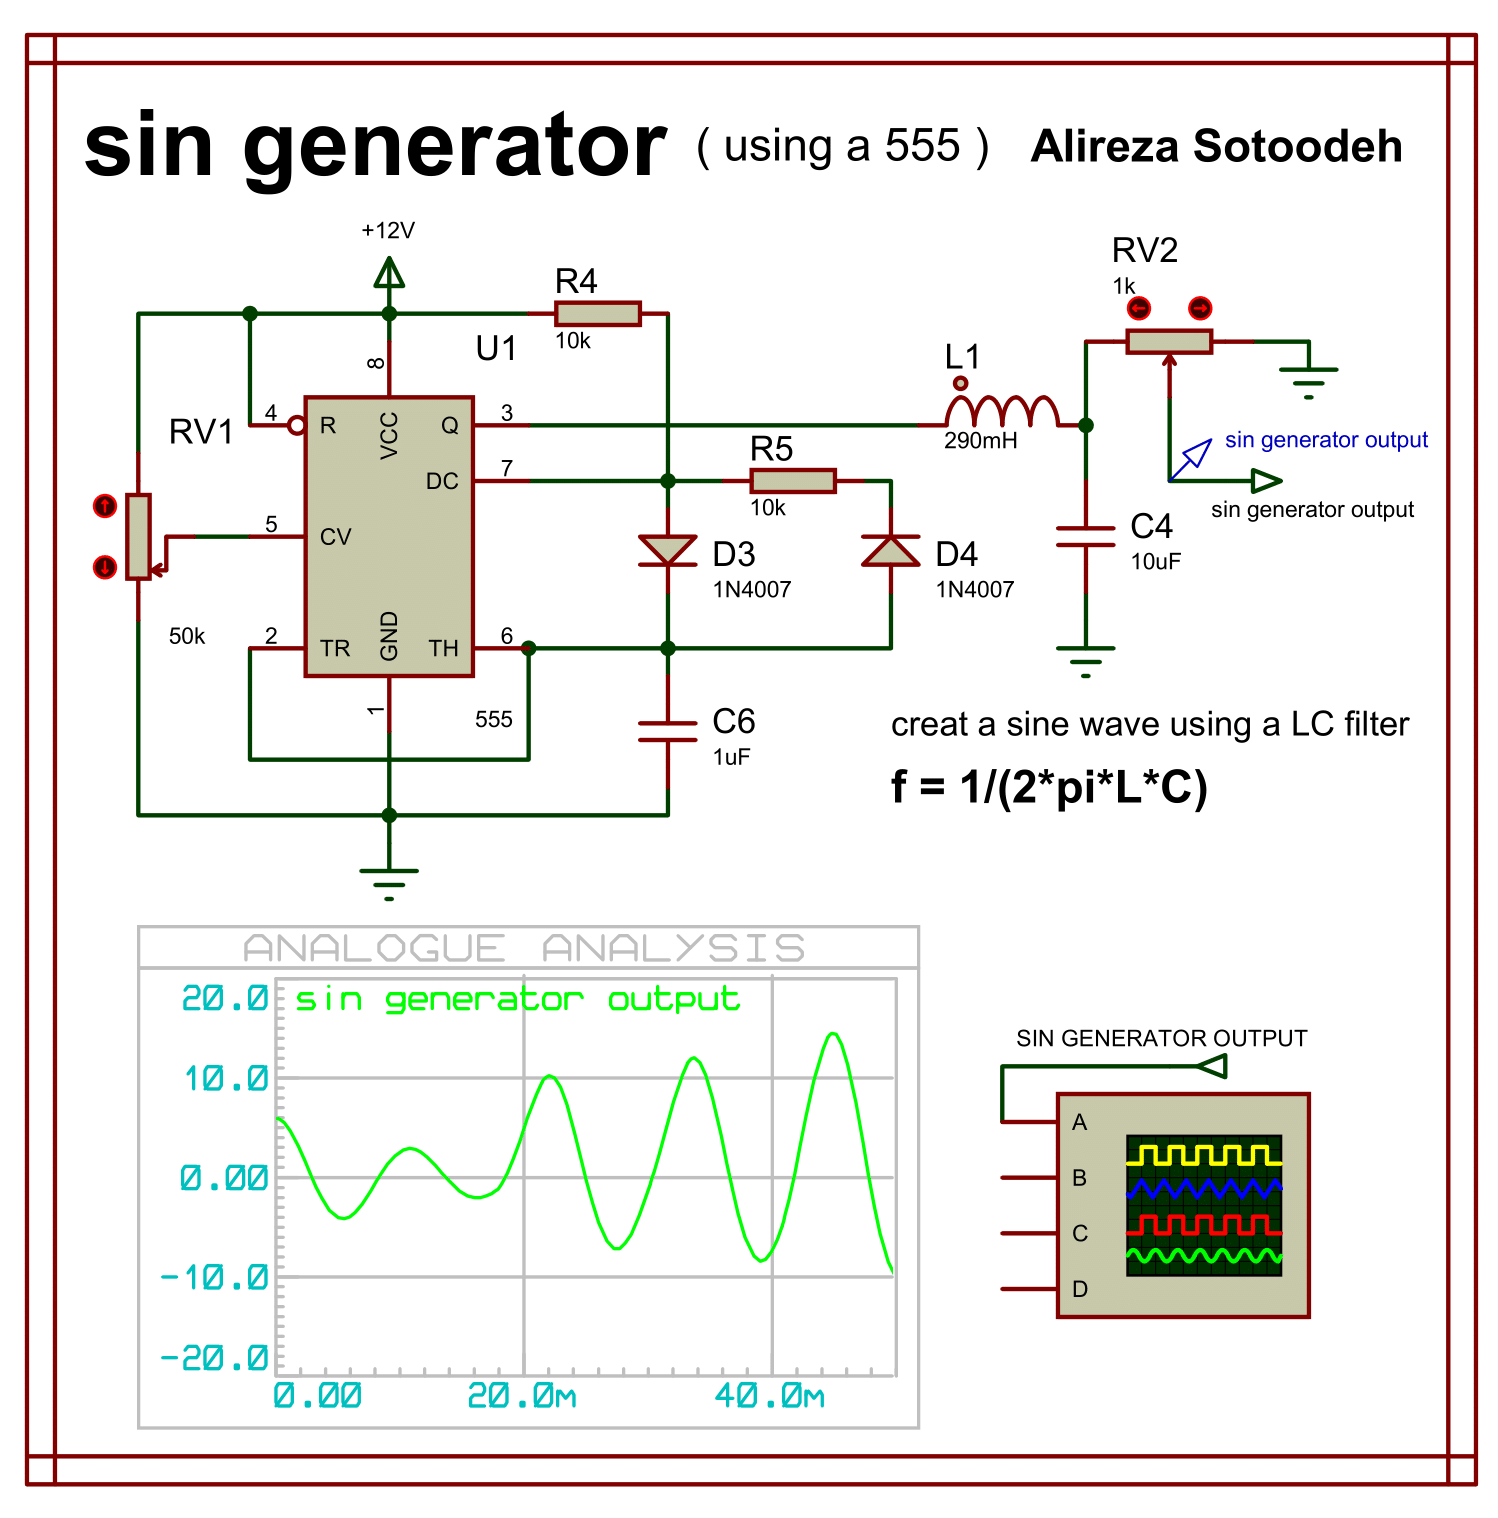 sin generator ( using a 555 ) Alireza Sotoodeh
+12V
RV2
1k
R4
10k
U1
L1
290mH
8
VCC
RV1
4 R
Q 3
DC 7
R5
10k
sin generator output
sin generator output
5 CV
D3
1N4007
D4
1N4007
C4
10uF
50k
2 TR
GND
TH 6
1
555
C6
1uF
creat a sine wave using a LC filter
f = 1/(2*pi*L*C)
ANALOGUE ANALYSIS
sin generator output
20.0
10.0
0.00
-10.0
-20.0
0.00 20.0m 40.0m
SIN GENERATOR OUTPUT
A
B
C
D